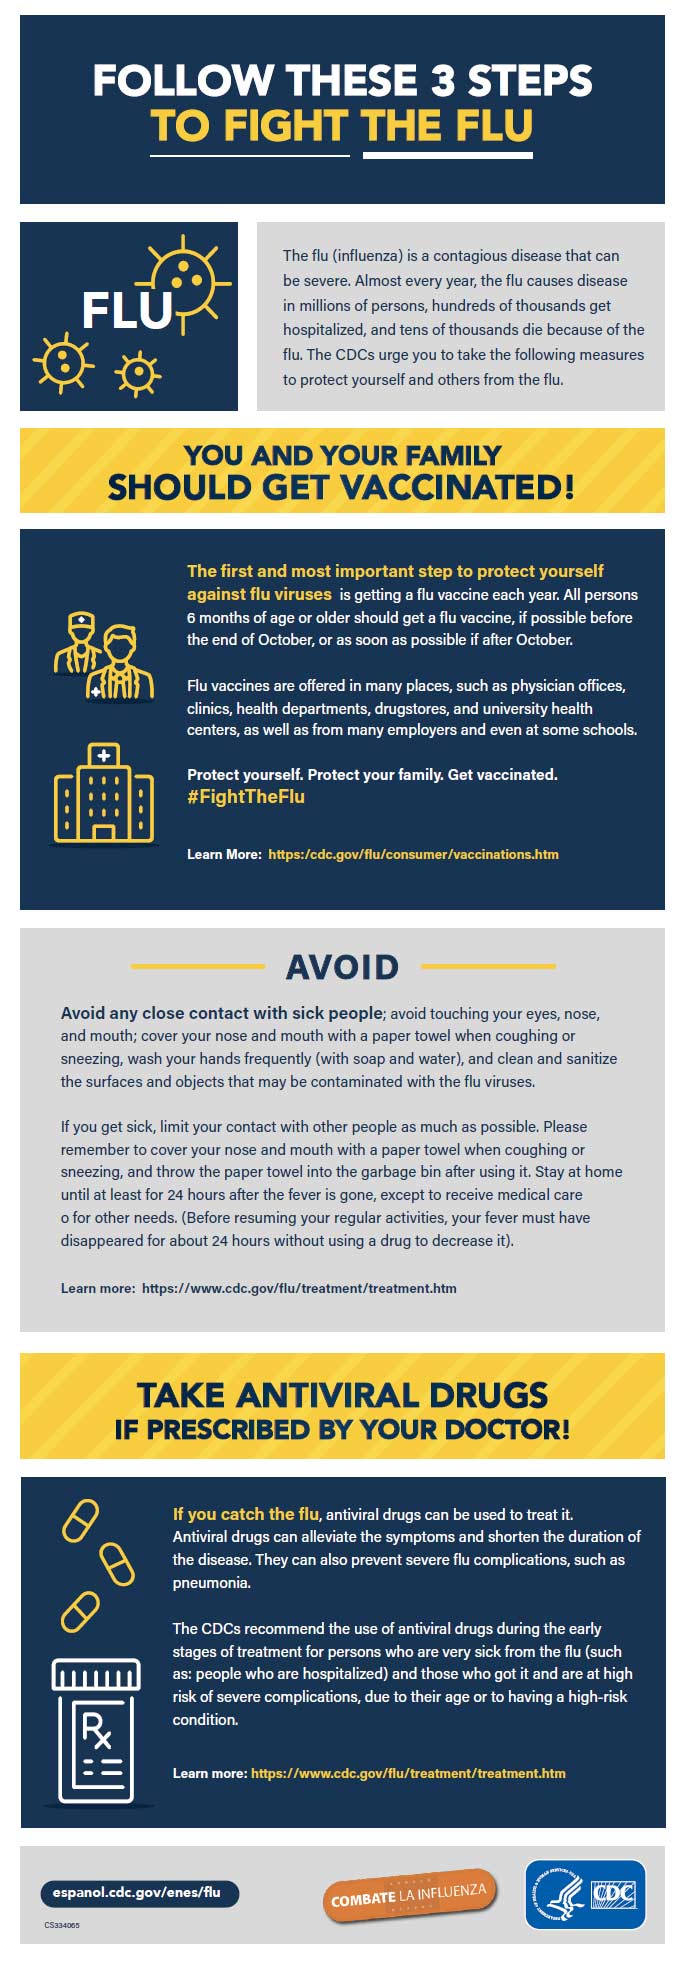 FOLLOW THESE 3 STEPS
TO FIGHT THE FLU
FLU
The flu (influenza) is a contagious disease that can
be severe. Almost every year, the flu causes disease
in millions of persons, hundreds of thousands get
hospitalized, and tens of thousands die because of the
flu. The CDCs urge you to take the following measures
to protect yourself and others from the flu.
YOU AND YOUR FAMILY
SHOULD GET VACCINATED!
The first and most important step to protect yourself
against flu viruses is getting a flu vaccine each year. All persons
6 months of age or older should get a flu vaccine, if possible before
the end of October, or as soon as possible if after October.
Flu vaccines are offered in many places, such as physician offices,
clinics, health departments, drugstores, and university health
centers, as well as from many employers and even at some schools.
Protect yourself. Protect your family. Get vaccinated.
#FightTheFlu
Learn More: https:/cdc.gov/flu/consumer/vaccinations.htm
AVOID
Avoid any close contact with sick people; avoid touching your eyes, nose,
and mouth; cover your nose and mouth with a paper towel when coughing or
sneezing, wash your hands frequently (with soap and water), and clean and sanitize
the surfaces and objects that may be contaminated with the flu viruses.
If you get sick, limit your contact with other people as much as possible. Please
remember to cover your nose and mouth with a paper towel when coughing or
sneezing, and throw the paper towel into the garbage bin after using it. Stay at home
until at least for 24 hours after the fever is gone, except to receive medical care
o for other needs. (Before resuming your regular activities, your fever must have
disappeared for about 24 hours without using a drug to decrease it).
Learn more: https://www.cdc.gov/flu/treatment/treatment.htm
TAKE ANTIVIRAL DRUGS
IF PRESCRIBED BY YOUR DOCTOR!
If you catch the flu, antiviral drugs can be used to treat it.
Antiviral drugs can alleviate the symptoms and shorten the duration of
the disease. They can also prevent severe flu complications, such as
pneumonia.
The CDCs recommend the use of antiviral drugs during the early
stages of treatment for persons who are very sick from the flu (such
as: people who are hospitalized) and those who got it and are at high
risk of severe complications, due to their age or to having a high-risk
condition.
Rx
Learn more: https://www.cdc.gov/flu/treatment/treatment.htm
espanol.cdc.gov/enes/flu
COMBATE LA INFLUENZA
CDC
CS334065